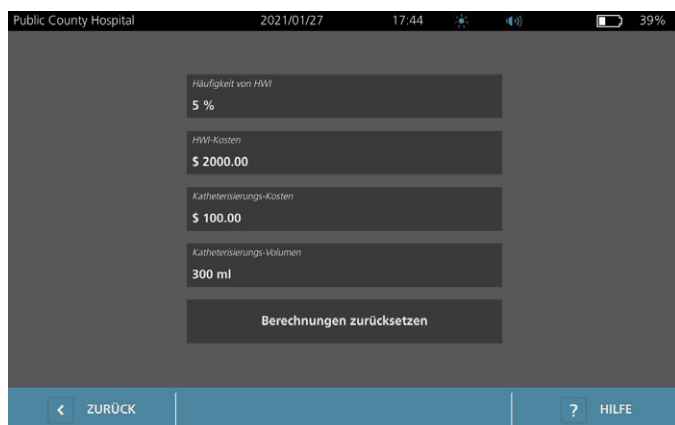 Public County Hospital 2021/01/27 17:44 39%
Häufigkeit von HWI
5 %
HWI-Kosten
$ 2000.00
Katheterisierungs-Kosten
$ 100.00
Katheterisierungs-Volumen
300 ml
Berechnungen zurücksetzen
ZURÜCK ? HILFE